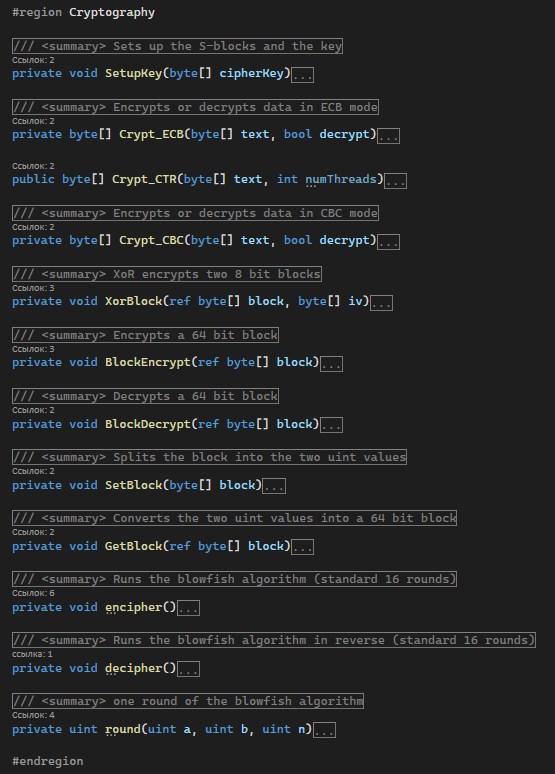 #region Cryptography
/// <summary> Sets up the S-blocks and the key
Ссылок: 2
private void SetupKey(byte[] cipherKey)...
/// <summary> Encrypts or decrypts data in ECB mode
Ссылок: 2
private byte[] Crypt_ECB(byte[] text, bool decrypt)...
Ссылок: 2
public byte[] Crypt_CTR(byte[] text, int numThreads)...
/// <summary> Encrypts or decrypts data in CBC mode
Ссылок: 2
private byte[] Crypt_CBC(byte[] text, bool decrypt)...
/// <summary> XoR encrypts two 8 bit blocks
Ссылок: 3
private void XorBlock(ref byte[] block, byte[] iv)...
/// <summary> Encrypts a 64 bit block
Ссылок: 3
private void BlockEncrypt(ref byte[] block)...
/// <summary> Decrypts a 64 bit block
Ссылок: 2
private void BlockDecrypt(ref byte[] block)...
/// <summary> Splits the block into the two uint values
Ссылок: 2
private void SetBlock(byte[] block)...
/// <summary> Converts the two uint values into a 64 bit block
Ссылок: 2
private void GetBlock(ref byte[] block)...
/// <summary> Runs the blowfish algorithm (standard 16 rounds)
Ссылок: 6
private void encipher()...
/// <summary> Runs the blowfish algorithm in reverse (standard 16 rounds)
ссылка: 1
private void decipher()...
/// <summary> one round of the blowfish algorithm
Ссылок: 4
private uint round(uint a, uint b, uint n)...
#endregion